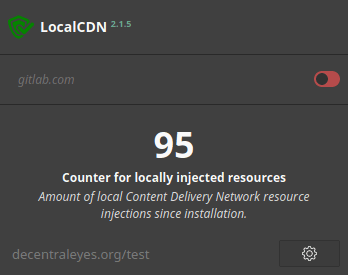 LocalCDN 2.1.5
gitlab.com
95
Counter for locally injected resources
Amount of local Content Delivery Network resource
injections since installation.
decentraleyes.org/test